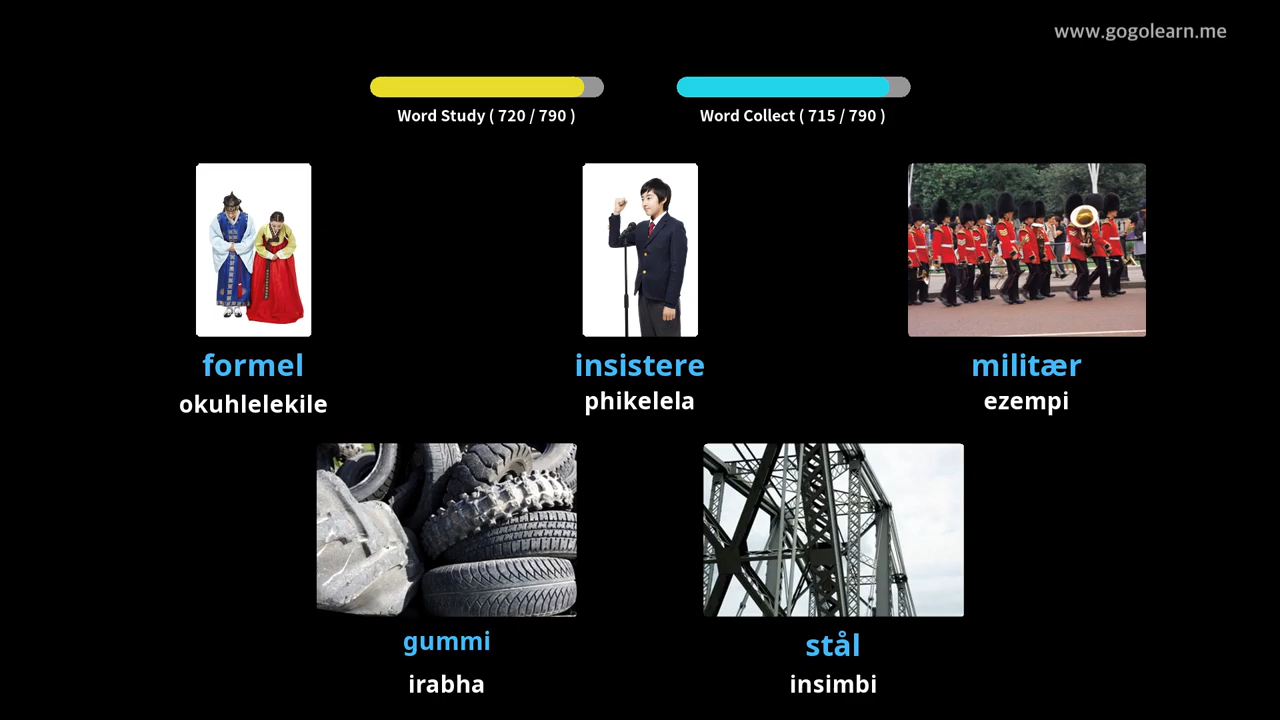 www.gogolearn.me
Word Study ( 720 / 790 )
Word Collect ( 715 / 790 )
formel
insistere
militær
okuhlelekile
phikelela
ezempi
gummi
stål
irabha
insimbi